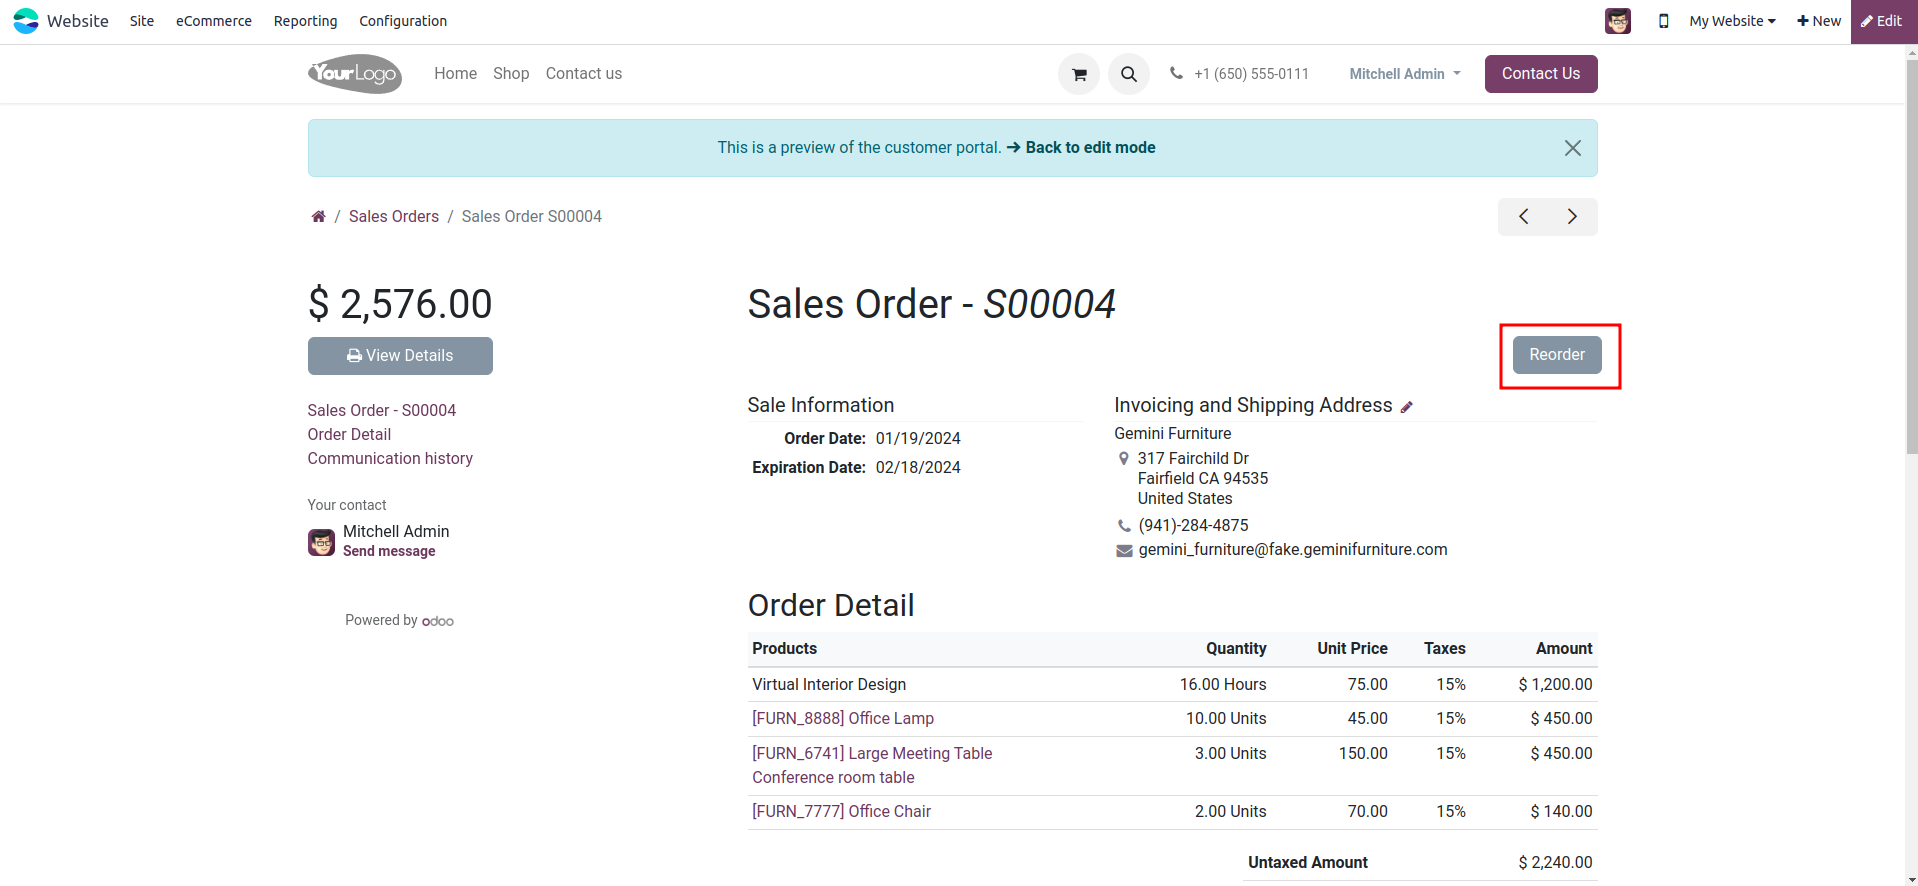 Website Site eCommerce Reporting Configuration My Website New Edit
YourLogo Home Shop Contact us +1 (650) 555-0111 Mitchell Admin Contact Us
This is a preview of the customer portal. → Back to edit mode
/ Sales Orders / Sales Order S00004
$ 2,576.00
View Details
Sales Order - S00004
Order Detail
Communication history
Your contact
Mitchell Admin
Send message
Powered by odoo
Sales Order - S00004
Reorder
Sale Information
Order Date: 01/19/2024
Expiration Date: 02/18/2024
Invoicing and Shipping Address
Gemini Furniture
317 Fairchild Dr
Fairfield CA 94535
United States
(941)-284-4875
gemini_furniture@fake.geminifurniture.com
Order Detail
Products Quantity Unit Price Taxes Amount
Virtual Interior Design 16.00 Hours 75.00 15% $ 1,200.00
[FURN_8888] Office Lamp 10.00 Units 45.00 15% $ 450.00
[FURN_6741] Large Meeting Table 3.00 Units 150.00 15% $ 450.00
Conference room table
[FURN_7777] Office Chair 2.00 Units 70.00 15% $ 140.00
Untaxed Amount $ 2,240.00